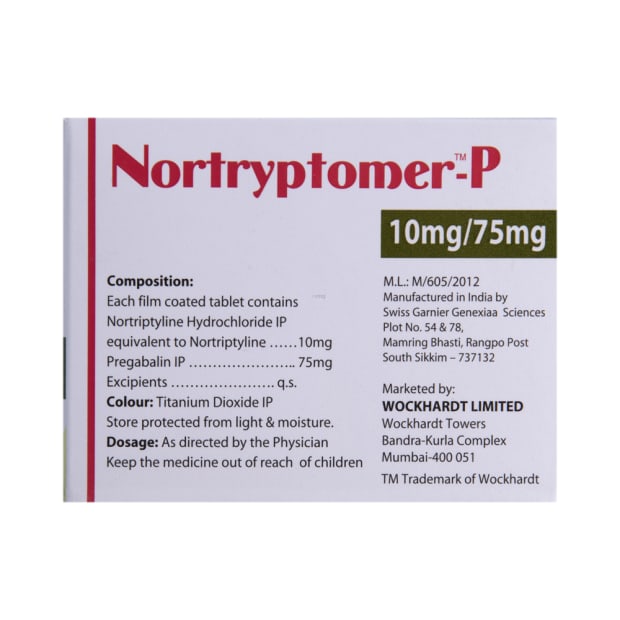 Nortryptomer™-P
10mg/75mg
Composition:
Each film coated tablet contains
Nortriptyline Hydrochloride IP
equivalent to Nortriptyline ......10mg
Pregabalin IP ........................ 75mg
Excipients ........................ q.s.
Colour: Titanium Dioxide IP
Store protected from light & moisture.
Dosage: As directed by the Physician
Keep the medicine out of reach of children
M.L.: M/605/2012
Manufactured in India by
Swiss Garnier Genexiaa Sciences
Plot No. 54 & 78,
Mamring Bhasti, Rangpo Post
South Sikkim – 737132
Marketed by:
WOCKHARDT LIMITED
Wockhardt Towers
Bandra-Kurla Complex
Mumbai-400 051
TM Trademark of Wockhardt